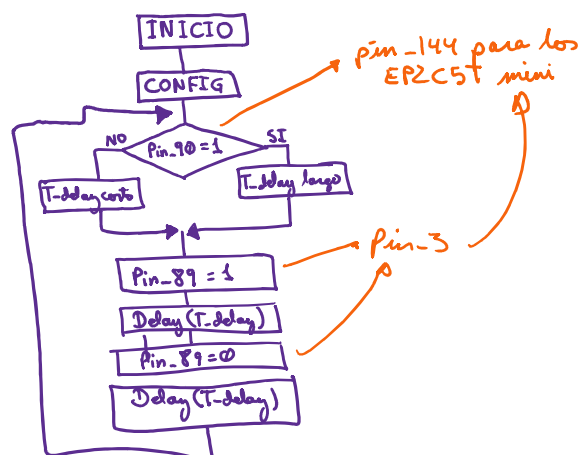 INICIO
CONFIG
pin_144 para los
EP2C5T mini
NO
SI
Pin_90=1
T-delay corto
T_delay largo
Pin_3
Pin_89 = 1
Delay(T_delay)
Pin_89=0
Delay(T_delay)